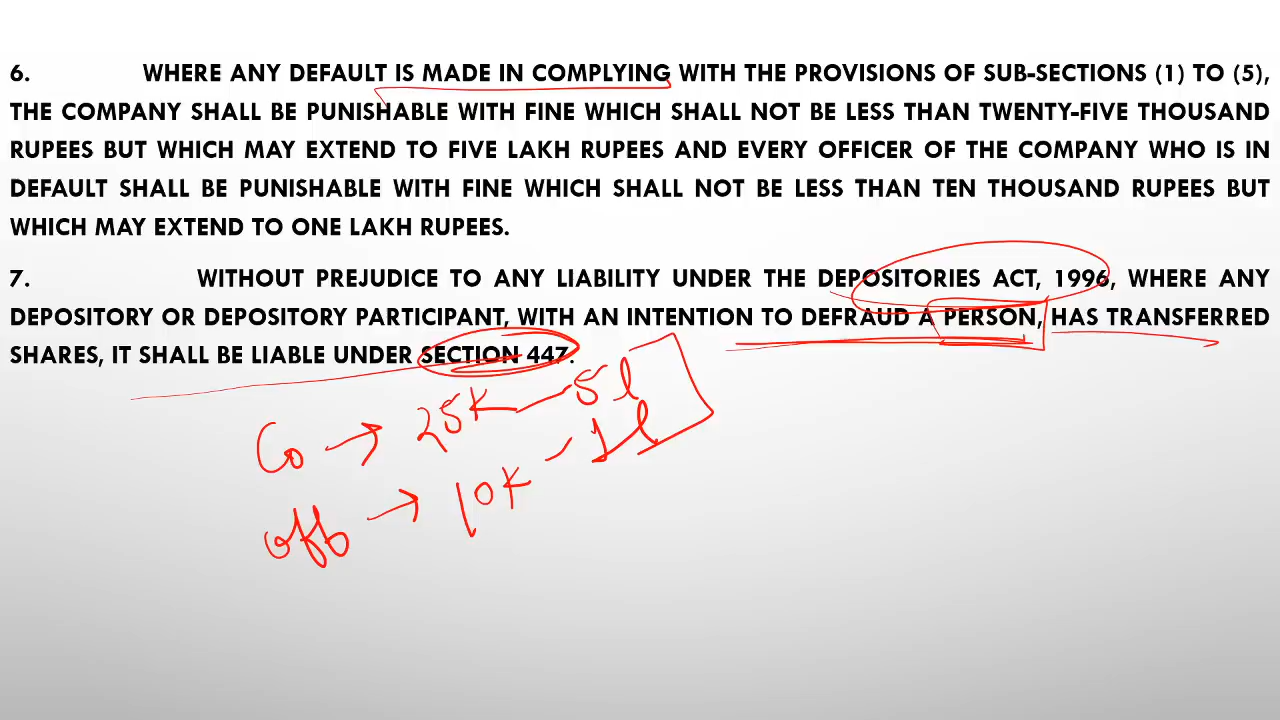 6. WHERE ANY DEFAULT IS MADE IN COMPLYING WITH THE PROVISIONS OF SUB-SECTIONS (1) TO (5),
THE COMPANY SHALL BE PUNISHABLE WITH FINE WHICH SHALL NOT BE LESS THAN TWENTY-FIVE THOUSAND
RUPEES BUT WHICH MAY EXTEND TO FIVE LAKH RUPEES AND EVERY OFFICER OF THE COMPANY WHO IS IN
DEFAULT SHALL BE PUNISHABLE WITH FINE WHICH SHALL NOT BE LESS THAN TEN THOUSAND RUPEES BUT
WHICH MAY EXTEND TO ONE LAKH RUPEES.
7. WITHOUT PREJUDICE TO ANY LIABILITY UNDER THE DEPOSITORIES ACT, 1996, WHERE ANY
DEPOSITORY OR DEPOSITORY PARTICIPANT, WITH AN INTENTION TO DEFRAUD A PERSON, HAS TRANSFERRED
SHARES, IT SHALL BE LIABLE UNDER SECTION 447.
Co → 25K — 5l
off → 10K - 1l